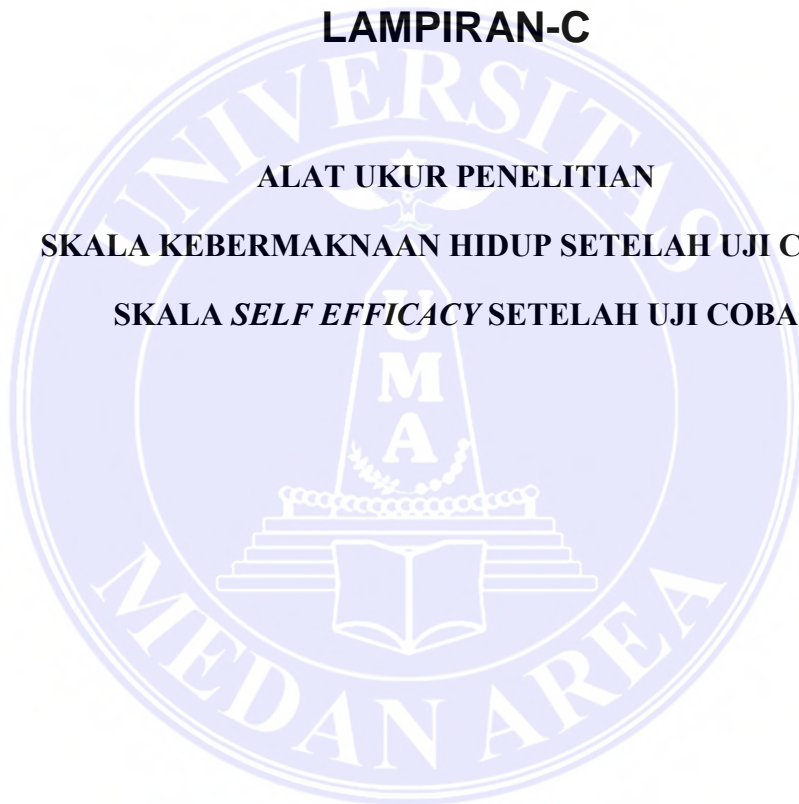 LAMPIRAN-C
ALAT UKUR PENELITIAN
SKALA KEBERMAKNAAN HIDUP SETELAH UJI C
SKALA SELF EFFICACY SETELAH UJI COBA
UNIVERSITAS
U
M
A
MEDAN AREA